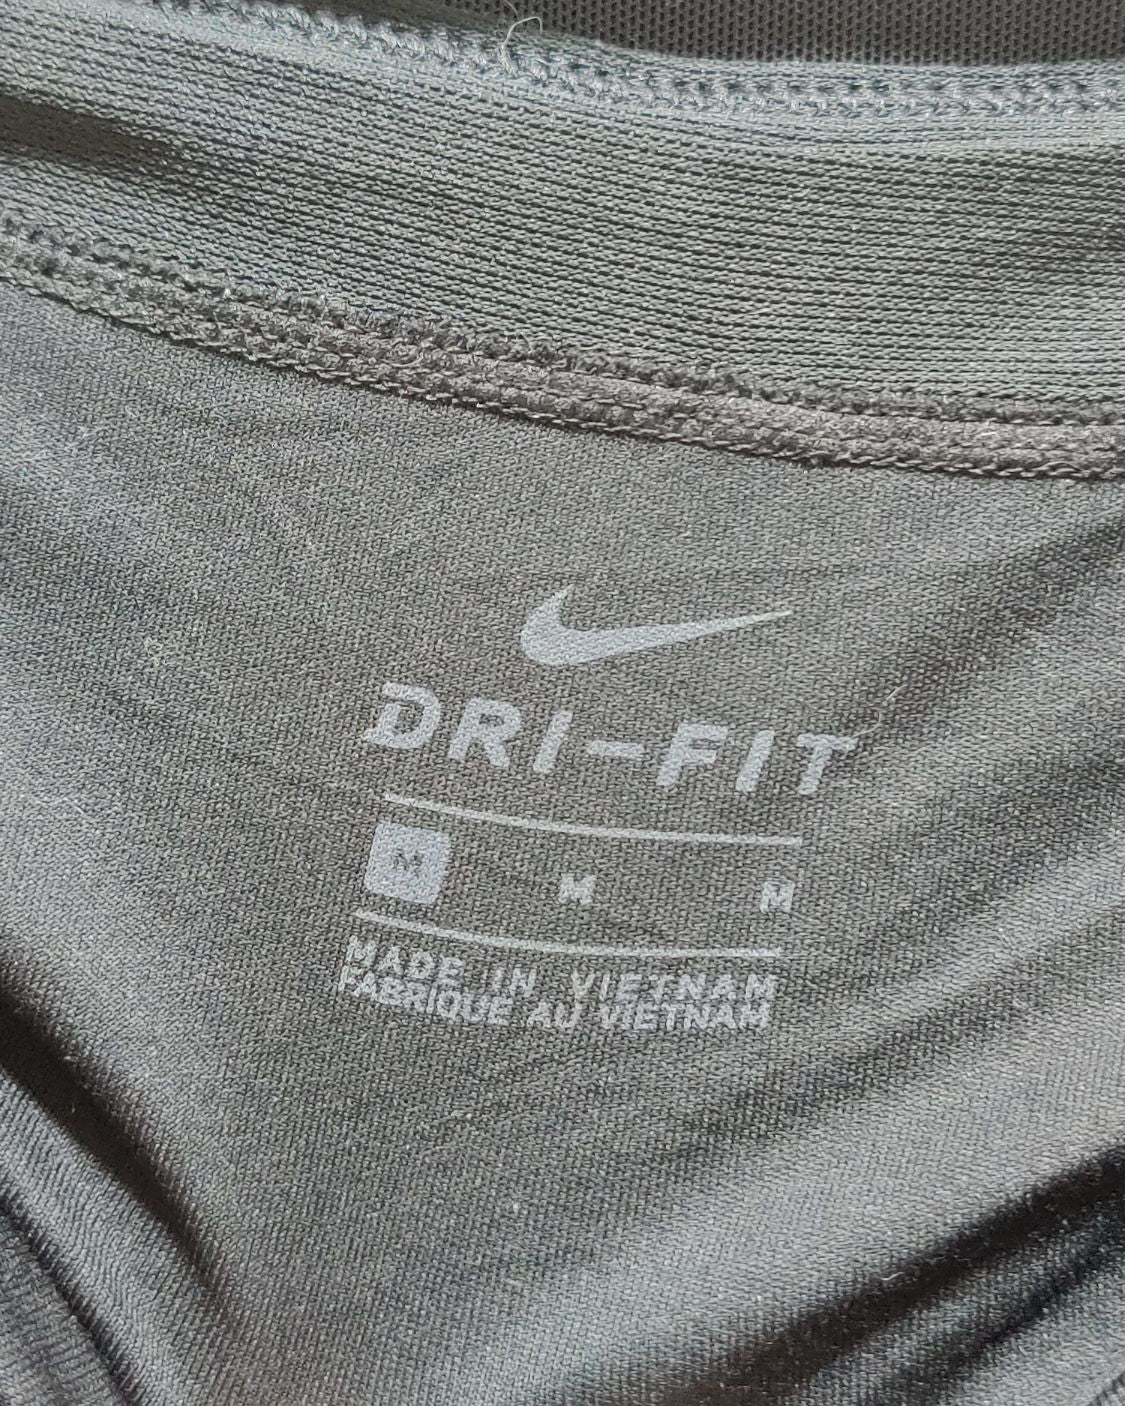 DRI-FIT
M M M
MADE IN VIETNAM
FABRIQUE AU VIETNAM